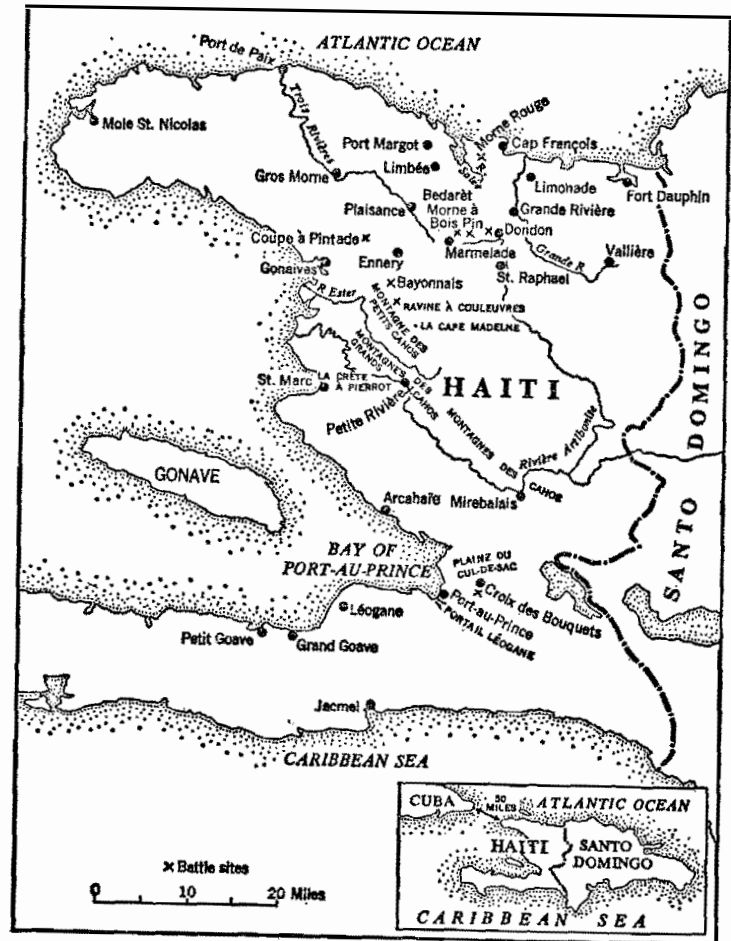 ATLANTIC OCEAN
Port de Paix
Trois Rivières
Mole St. Nicolas
Morne Rouge
Port Margot
Cap François
Limbée
Gros Morne
Limonade
Fort Dauphin
Bedarèt
Plaisance
Morne à
Bois Pin
Grande Rivière
Dondon
Coupe à Pintade
Marmelade
Grande R.
Vallière
Ennery
Gonaives
St. Raphael
Bayonnais
R. Ester
RAVINE À COULEUVRES
MONTAGNE DES
PETITS CAHOS
LA CAPE MADELNE
MONTAGNES DES
GRANDS CAHOS
HAITI
St. Marc
LA CRÊTE
À PIERROT
Petite Rivière
MONTAGNES DES CAHOS
Rivière Artibonite
SANTO DOMINGO
GONAVE
Arcahaïe
Mirebalais
BAY OF
PORT-AU-PRINCE
PLAINZ DU
CUL-DE-SAC
Croix des Bouquets
Port-au-Prince
PORTAIL LÉOGANE
Léogane
Petit Goave
Grand Goave
Jacmel
CARIBBEAN SEA
× Battle sites
0 10 20 Miles
CUBA
50
MILES
ATLANTIC OCEAN
HAITI
SANTO
DOMINGO
CARIBBEAN SEA